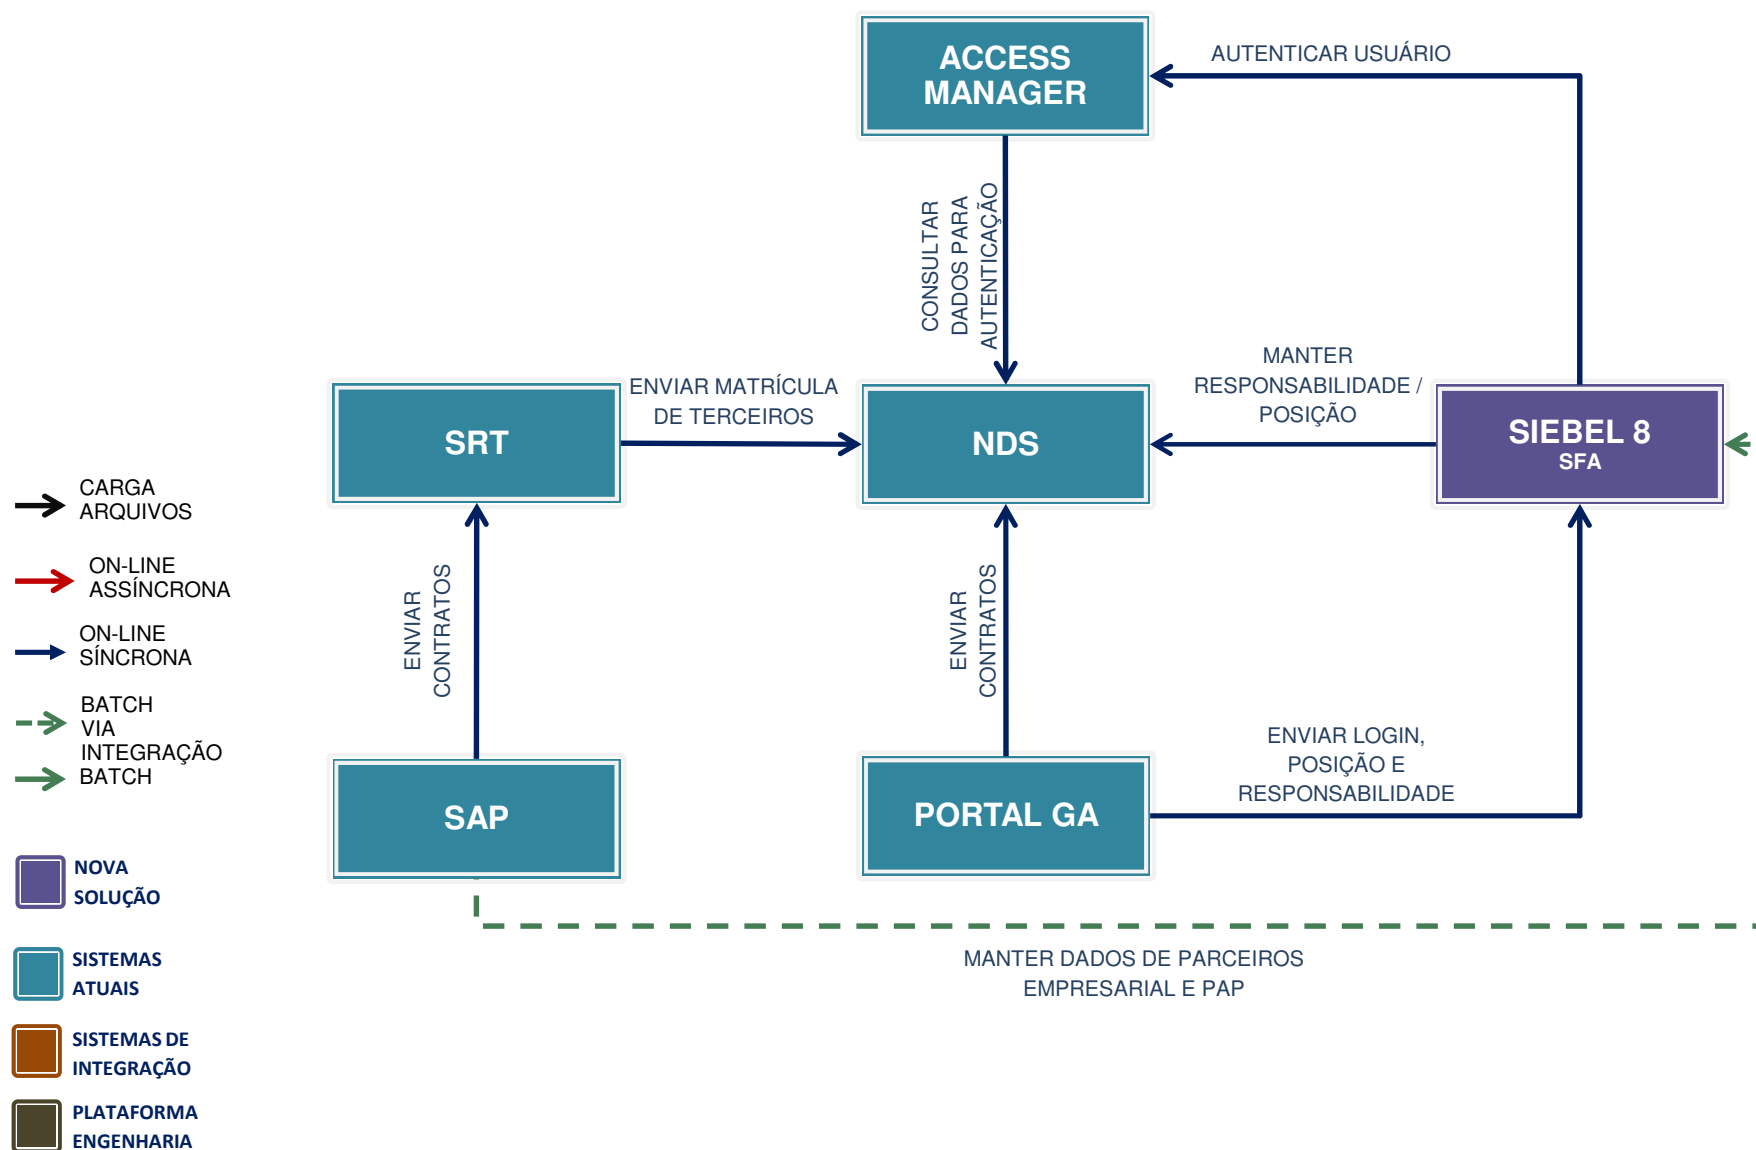 ACCESS
MANAGER
AUTENTICAR USUÁRIO
CONSULTAR
DADOS PARA
AUTENTICAÇÃO
ENVIAR MATRÍCULA
DE TERCEIROS
MANTER
RESPONSABILIDADE /
POSIÇÃO
SRT
NDS
SIEBEL 8
SFA
CARGA
ARQUIVOS
ON-LINE
ASSÍNCRONA
ON-LINE
SÍNCRONA
BATCH
VIA
INTEGRAÇÃO
BATCH
ENVIAR
CONTRATOS
ENVIAR
CONTRATOS
ENVIAR LOGIN,
POSIÇÃO E
RESPONSABILIDADE
SAP
PORTAL GA
NOVA
SOLUÇÃO
MANTER DADOS DE PARCEIROS
EMPRESARIAL E PAP
SISTEMAS
ATUAIS
SISTEMAS DE
INTEGRAÇÃO
PLATAFORMA
ENGENHARIA